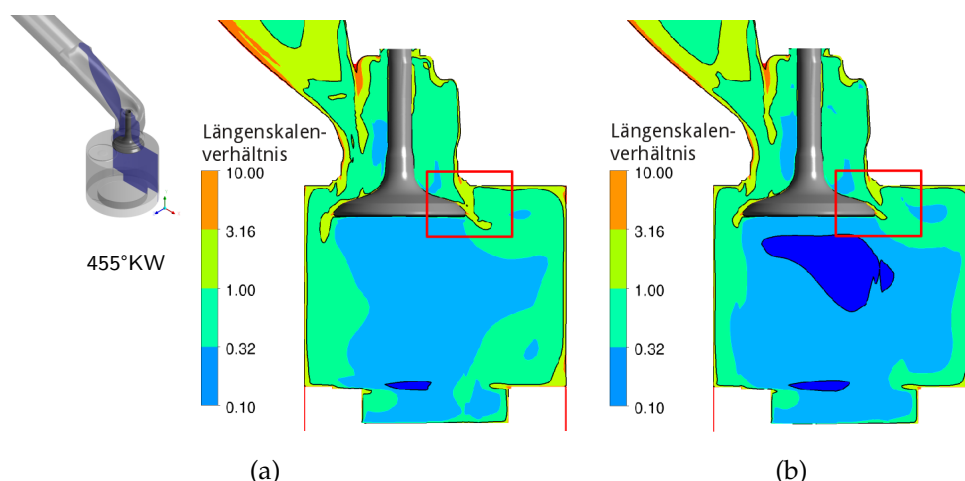 Längenskalen-
verhältnis
10.00
3.16
1.00
0.32
0.10
455°KW
(a)
Längenskalen-
verhältnis
10.00
3.16
1.00
0.32
0.10
(b)